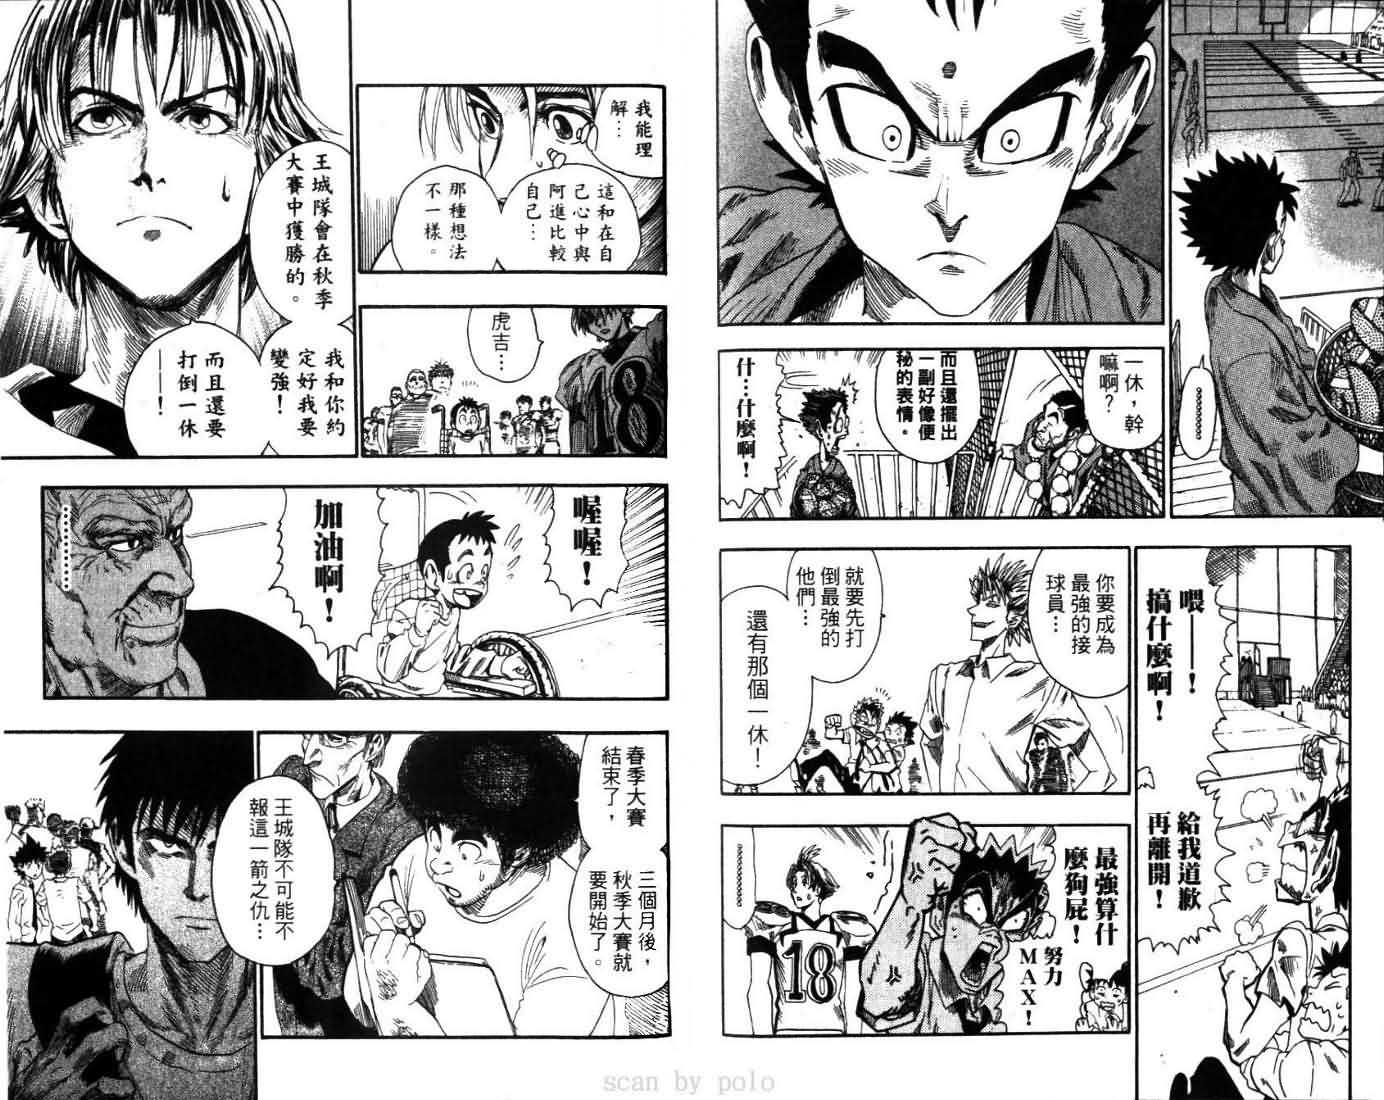 …………
一休，幹
嘛啊？
而且還擺出
一副好像便
秘的表情。
什…什麼啊！
喂——！
搞什麼啊！
給我道歉
再離開！
你要成為
最強的接
球員…
就要先打
倒最強的
他們…
還有那個一休！
最強算什
麼狗屁！
努力
MAX！
…………
我能理
解…
這和在自
己心中與
阿進比較
自己…
那種想法
不一樣。
虎吉…
18
王城隊會在秋季
大賽中獲勝的。
我和你約
定好我要
變強！
而且還要
打倒一休
——！
喔喔！
加油啊！
…………
春季大賽
結束了，
三個月後，
秋季大賽就
要開始了。
王城隊不可能不
報這一箭之仇…
18
scan by polo